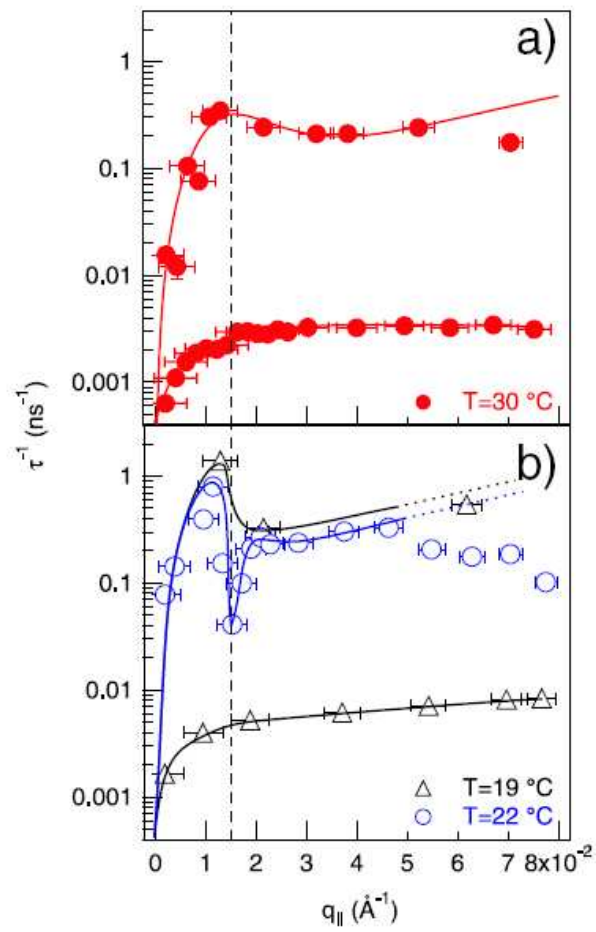 a)
1
0.1
0.01
0.001
T=30 °C
τ⁻¹ (ns⁻¹)
b)
1
0.1
0.01
0.001
T=19 °C
T=22 °C
0 1 2 3 4 5 6 7 8x10⁻²
q∥ (Å⁻¹)